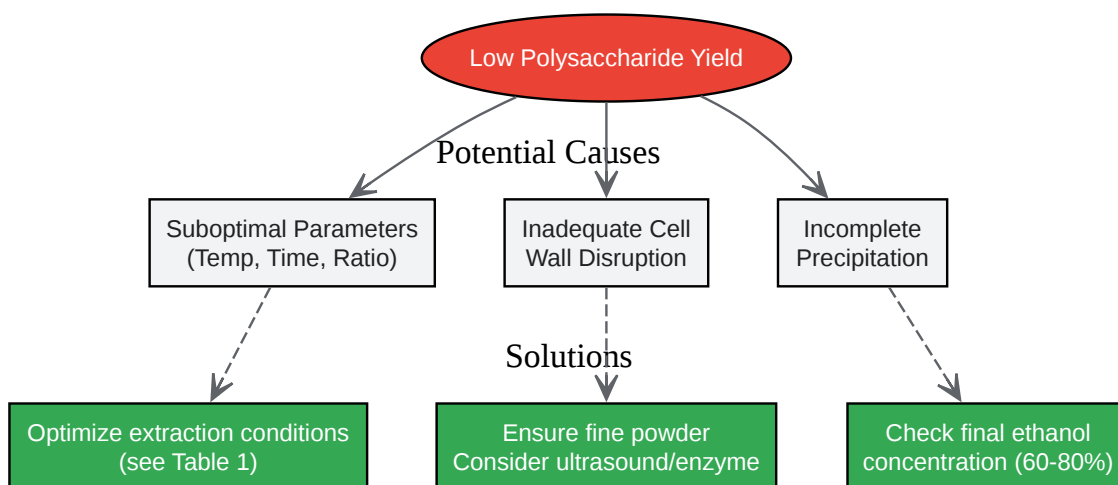 Low Polysaccharide Yield
Potential Causes
Suboptimal Parameters
(Temp, Time, Ratio)
Inadequate Cell
Wall Disruption
Incomplete
Precipitation
Solutions
Optimize extraction conditions
(see Table 1)
Ensure fine powder
Consider ultrasound/enzyme
Check final ethanol
concentration (60-80%)